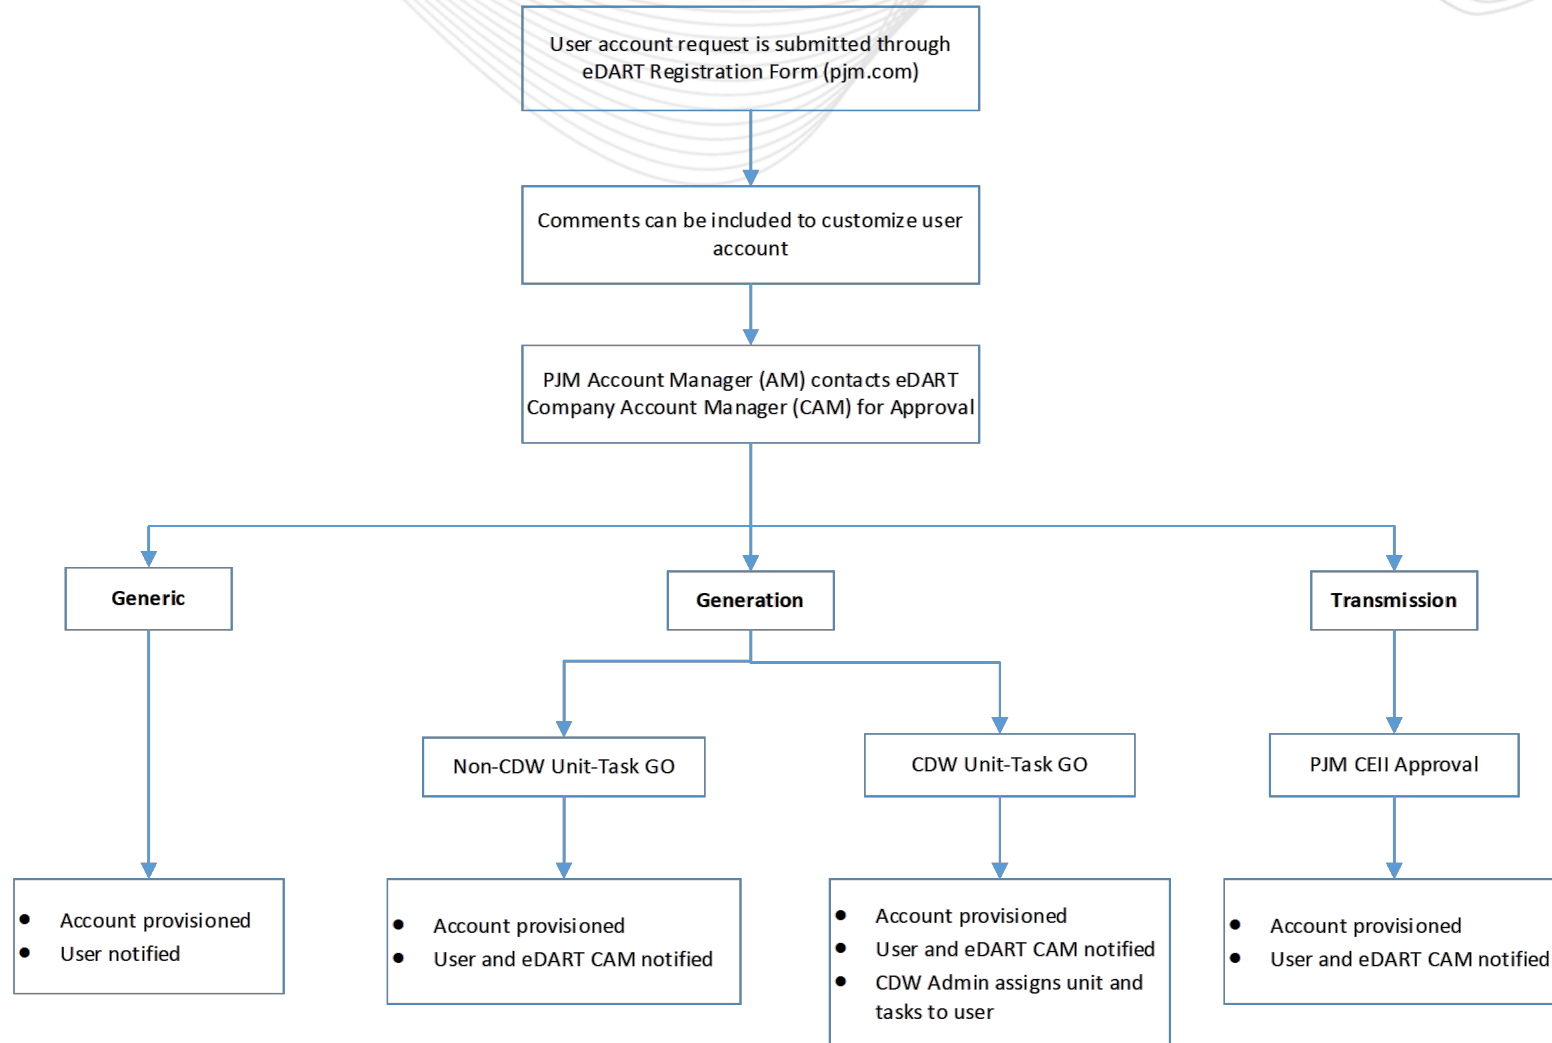 User account request is submitted through
eDART Registration Form (pjm.com)
Comments can be included to customize user
account
PJM Account Manager (AM) contacts eDART
Company Account Manager (CAM) for Approval
Generic
Generation
Transmission
Non-CDW Unit-Task GO
CDW Unit-Task GO
PJM CEII Approval
• Account provisioned
• User notified
• Account provisioned
• User and eDART CAM notified
• Account provisioned
• User and eDART CAM notified
• CDW Admin assigns unit and
tasks to user
• Account provisioned
• User and eDART CAM notified